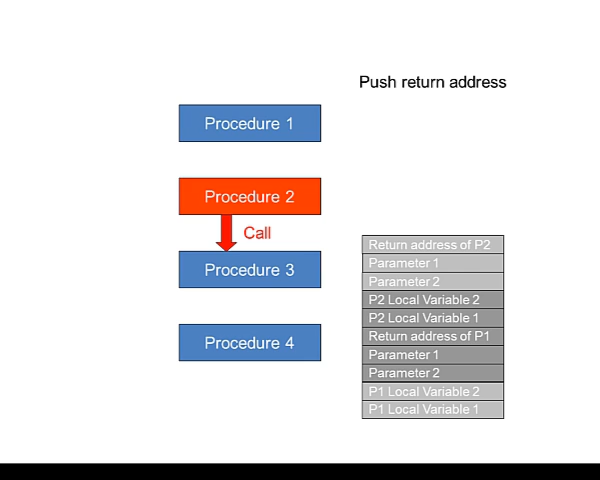 Push return address
Procedure 1
Procedure 2
Call
Procedure 3
Procedure 4
Return address of P2
Parameter 1
Parameter 2
P2 Local Variable 2
P2 Local Variable 1
Return address of P1
Parameter 1
Parameter 2
P1 Local Variable 2
P1 Local Variable 1